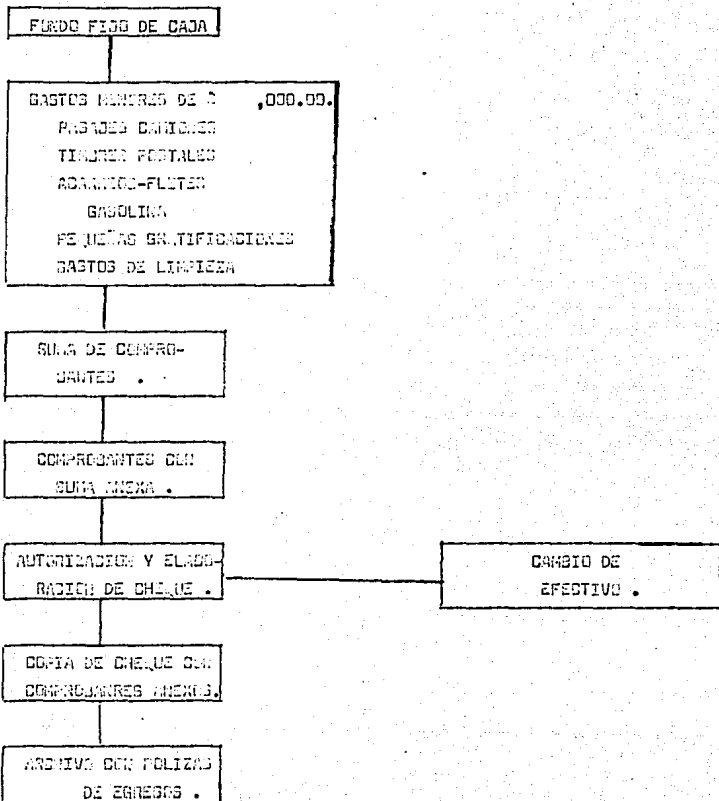 FONDO FIJO DE CAJA
GASTOS MENORES DE ,000.00.
PASAJES CAMIONES
TIMBRES POSTALES
ACARREOS-FLETES
GASOLINA
PEQUEÑAS GRATIFICACIONES
GASTOS DE LIMPIEZA
SUMA DE COMPRO-
BANTES .
COMPROBANTES CON
SUMA ANEXA .
AUTORIZACION Y ELABO-
RACION DE CHEQUE .
CAMBIO DE
EFECTIVO .
COPIA DE CHEQUE CON
COMPROBANRES ANEXOS.
ARCHIVO CON POLIZAS
DE EGRESOS .